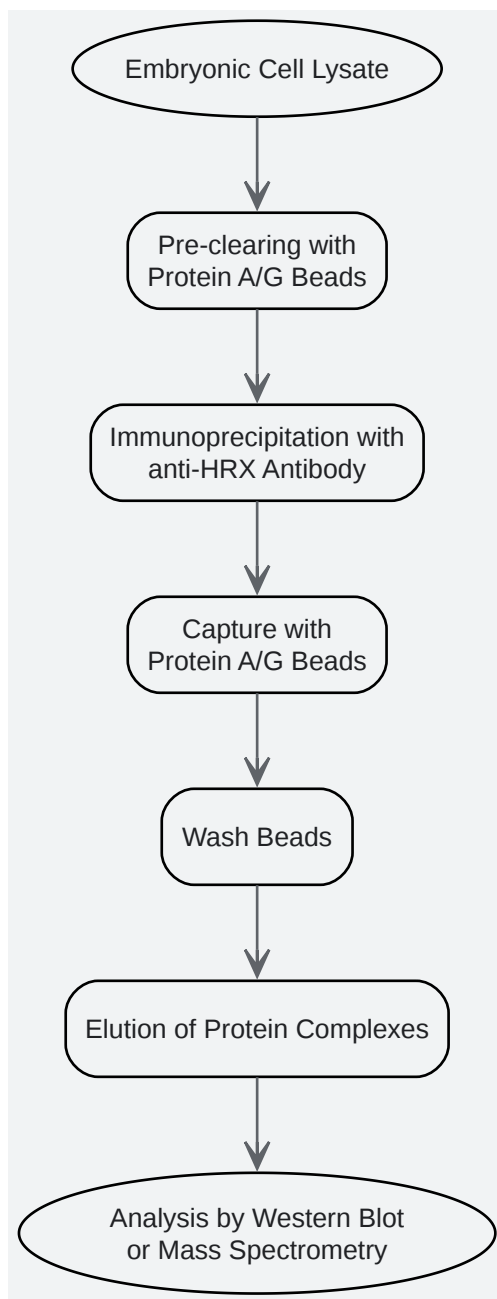 Embryonic Cell Lysate
Pre-clearing with
Protein A/G Beads
Immunoprecipitation with
anti-HRX Antibody
Capture with
Protein A/G Beads
Wash Beads
Elution of Protein Complexes
Analysis by Western Blot
or Mass Spectrometry